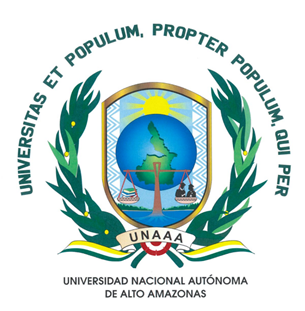 UNIVERSITAS ET POPULUM, PROPTER POPULUM, QUI PER
UNAAA
UNIVERSIDAD NACIONAL AUTÓNOMA
DE ALTO AMAZONAS